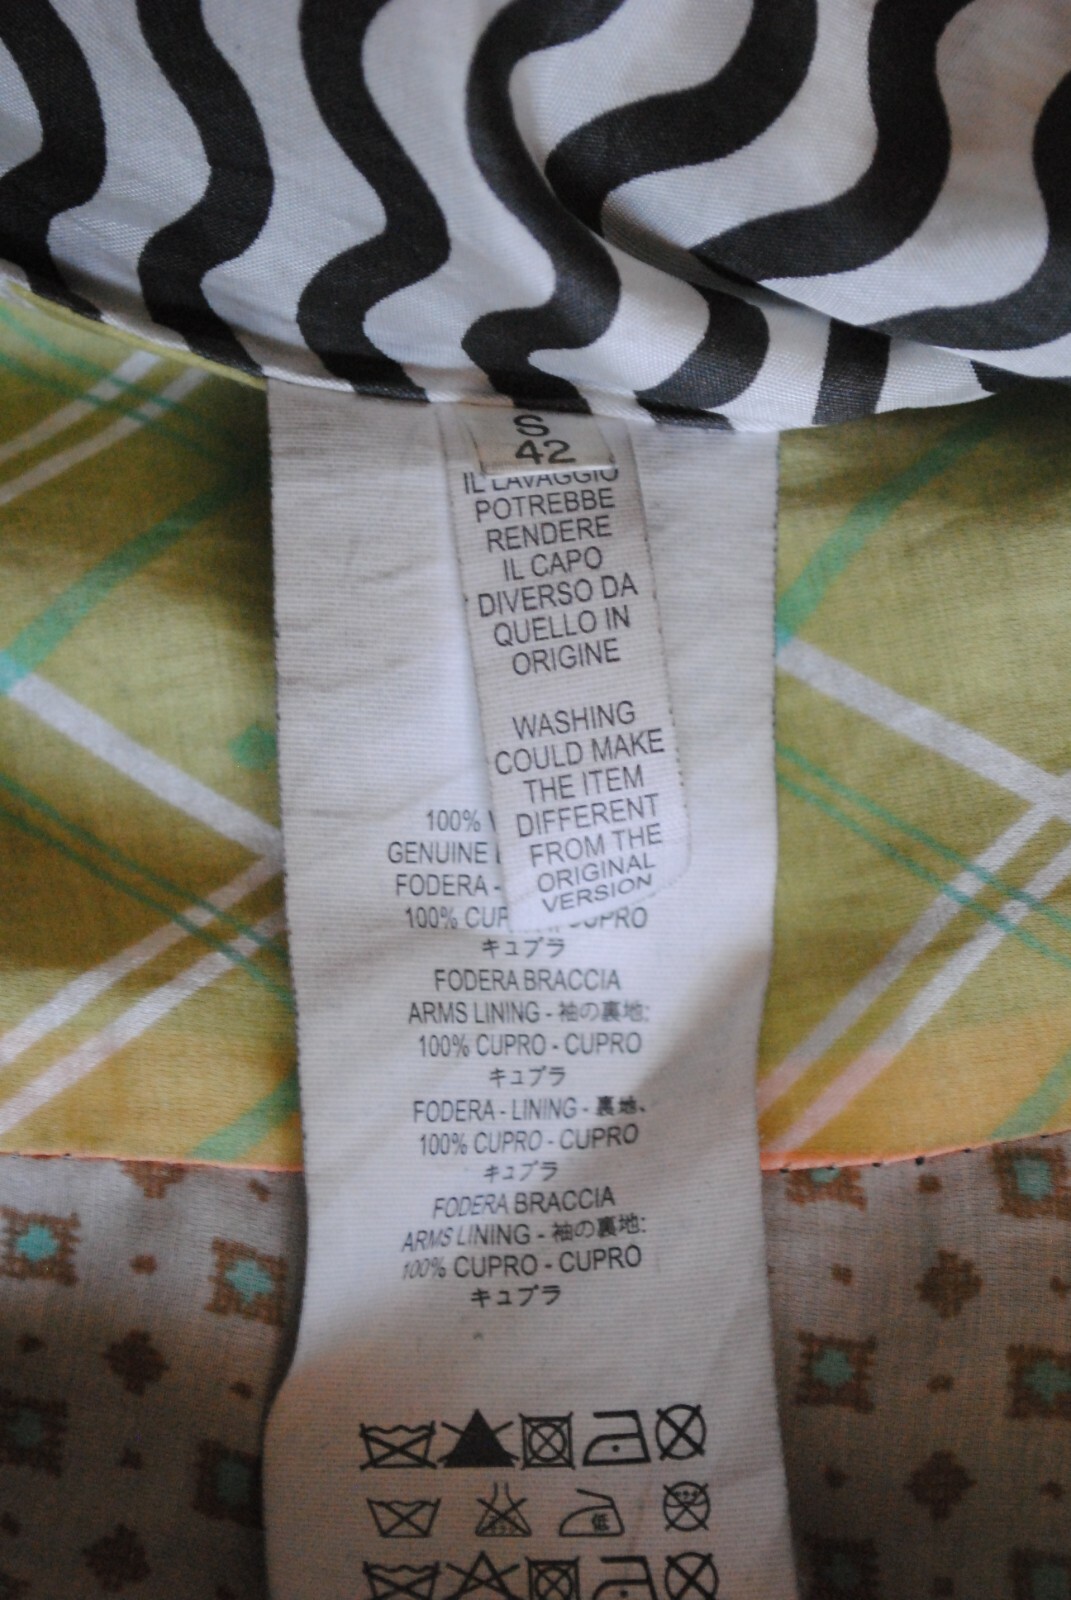 S
42
IL LAVAGGIO
POTREBBE
RENDERE
IL CAPO
DIVERSO DA
QUELLO IN
ORIGINE
WASHING
COULD MAKE
THE ITEM
DIFFERENT
FROM THE
ORIGINAL
VERSION
100%
GENUINE
FODERA -
100% CUPRO
キュプラ
FODERA BRACCIA
ARMS LINING - 袖の裏地:
100% CUPRO - CUPRO
キュプラ
FODERA - LINING - 裏地、
100% CUPRO - CUPRO
キュプラ
FODERA BRACCIA
ARMS LINING - 袖の裏地:
100% CUPRO - CUPRO
キュプラ
低